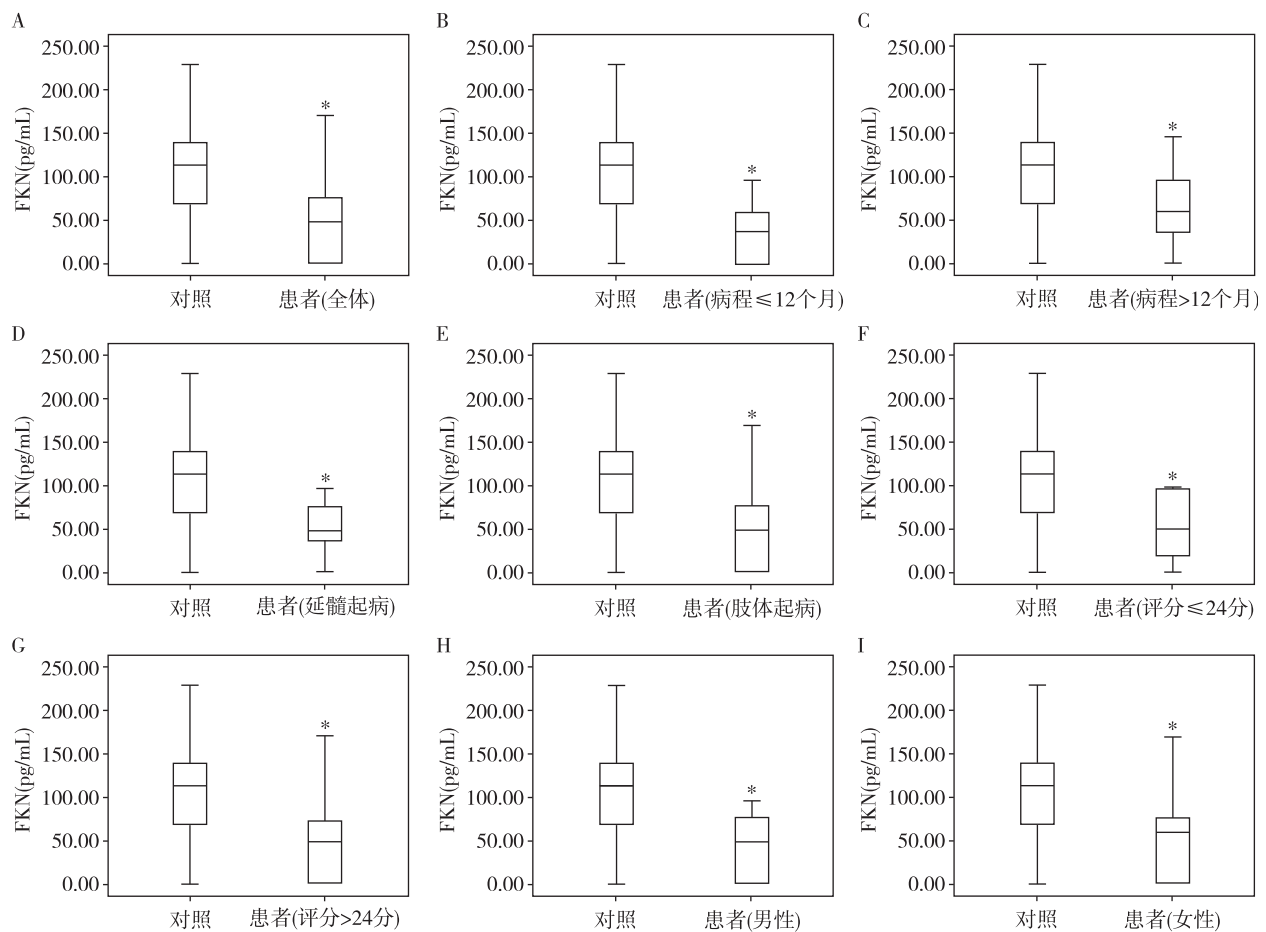 A
FKN(pg/mL)
250.00
200.00
150.00
100.00
50.00
0.00
*
对照
患者(全体)
B
FKN(pg/mL)
250.00
200.00
150.00
100.00
50.00
0.00
*
对照
患者(病程≤12个月)
C
FKN(pg/mL)
250.00
200.00
150.00
100.00
50.00
0.00
*
对照
患者(病程>12个月)
D
FKN(pg/mL)
250.00
200.00
150.00
100.00
50.00
0.00
*
对照
患者(延髓起病)
E
FKN(pg/mL)
250.00
200.00
150.00
100.00
50.00
0.00
*
对照
患者(肢体起病)
F
FKN(pg/mL)
250.00
200.00
150.00
100.00
50.00
0.00
*
对照
患者(评分≤24分)
G
FKN(pg/mL)
250.00
200.00
150.00
100.00
50.00
0.00
*
对照
患者(评分>24分)
H
FKN(pg/mL)
250.00
200.00
150.00
100.00
50.00
0.00
*
对照
患者(男性)
I
FKN(pg/mL)
250.00
200.00
150.00
100.00
50.00
0.00
*
对照
患者(女性)